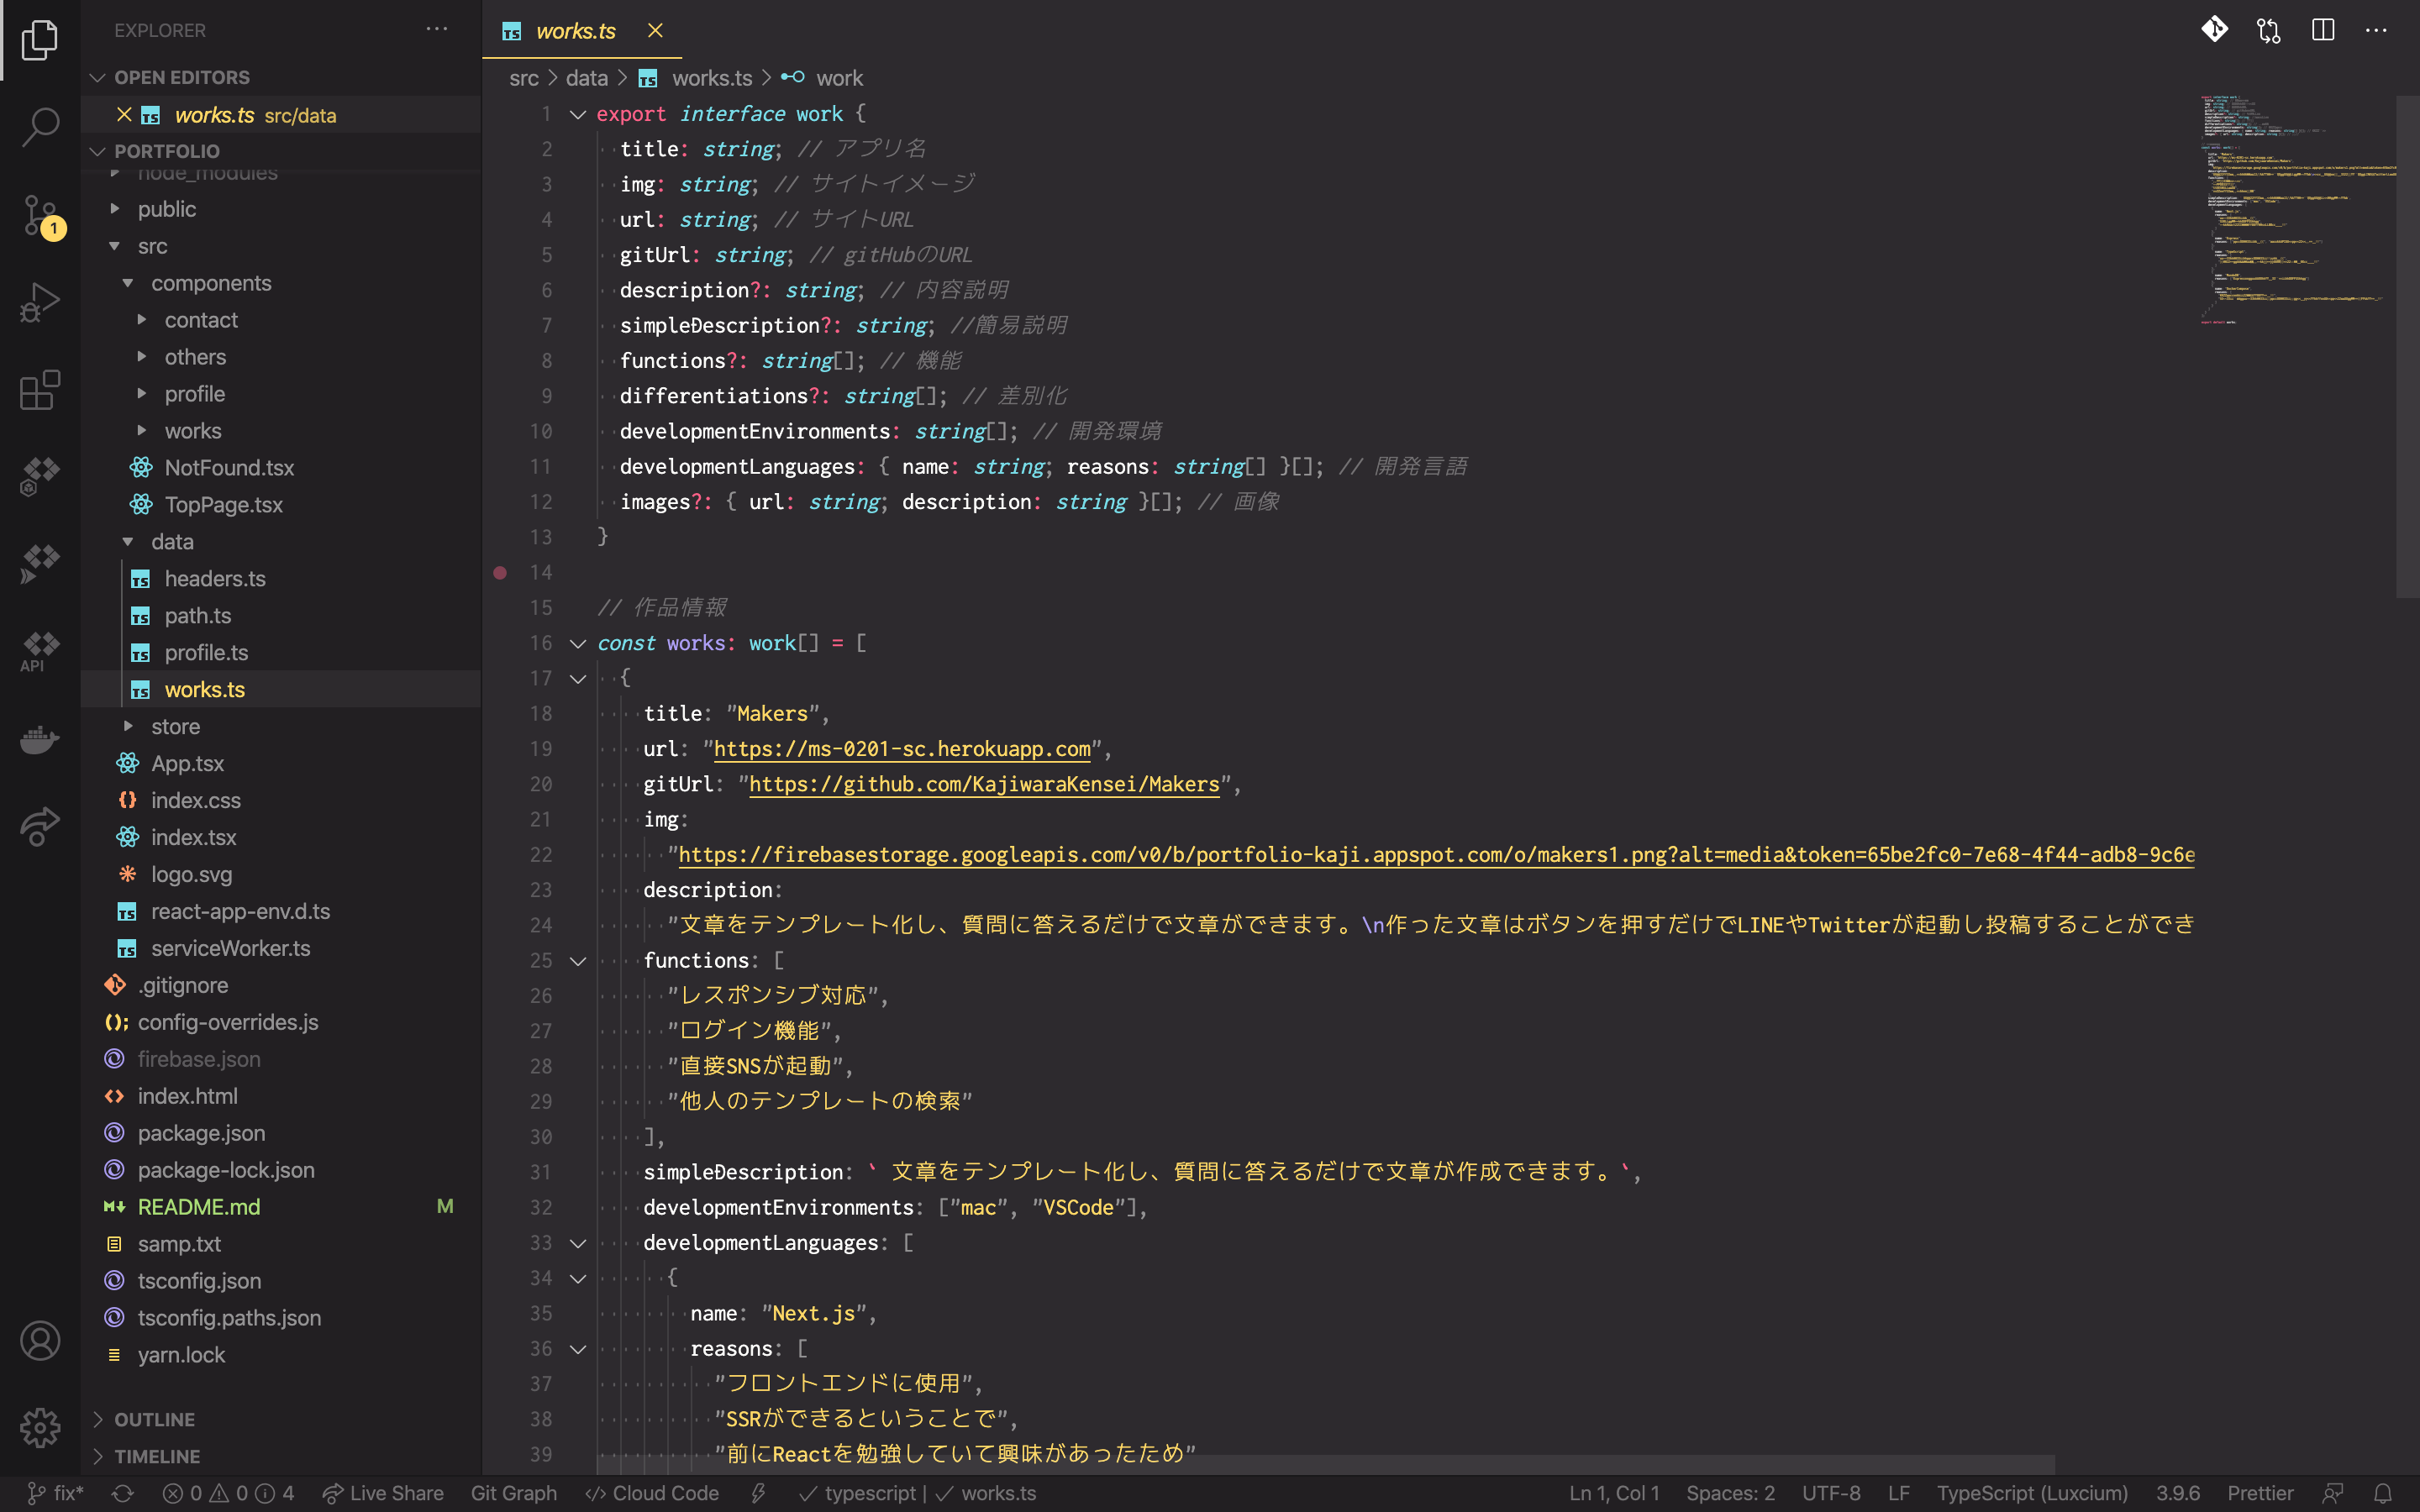 EXPLORER
OPEN EDITORS
works.ts src/data
PORTFOLIO
node_modules
public
src
components
contact
others
profile
works
NotFound.tsx
TopPage.tsx
data
headers.ts
path.ts
profile.ts
works.ts
store
App.tsx
index.css
index.tsx
logo.svg
react-app-env.d.ts
serviceWorker.ts
.gitignore
config-overrides.js
firebase.json
index.html
package.json
package-lock.json
README.md M
samp.txt
tsconfig.json
tsconfig.paths.json
yarn.lock
OUTLINE
TIMELINE
1
API
works.ts
src > data > works.ts > work
1 export interface work {
2 title: string; // アプリ名
3 img: string; // サイトイメージ
4 url: string; // サイトURL
5 gitUrl: string; // gitHubのURL
6 description?: string; // 内容説明
7 simpleDescription?: string; //簡易説明
8 functions?: string[]; // 機能
9 differentiations?: string[]; // 差別化
10 developmentEnvironments: string[]; // 開発環境
11 developmentLanguages: { name: string; reasons: string[] }[]; // 開発言語
12 images?: { url: string; description: string }[]; // 画像
13 }
14
15 // 作品情報
16 const works: work[] = [
17 {
18 title: "Makers",
19 url: "https://ms-0201-sc.herokuapp.com",
20 gitUrl: "https://github.com/KajiwaraKensei/Makers",
21 img:
22 "https://firebasestorage.googleapis.com/v0/b/portfolio-kaji.appspot.com/o/makers1.png?alt=media&token=65be2fc0-7e68-4f44-adb8-9c6e
23 description:
24 "文章をテンプレート化し、質問に答えるだけで文章ができます。\n作った文章はボタンを押すだけでLINEやTwitterが起動し投稿することができ
25 functions: [
26 "レスポンシブ対応",
27 "ログイン機能",
28 "直接SNSが起動",
29 "他人のテンプレートの検索"
30 ],
31 simpleDescription: ` 文章をテンプレート化し、質問に答えるだけで文章が作成できます。`,
32 developmentEnvironments: ["mac", "VSCode"],
33 developmentLanguages: [
34 {
35 name: "Next.js",
36 reasons: [
37 "フロントエンドに使用",
38 "SSRができるということで",
39 "前にReactを勉強していて興味があったため"
fix* 0 0 4 Live Share Git Graph Cloud Code typescript | works.ts Ln 1, Col 1 Spaces: 2 UTF-8 LF TypeScript (Luxcium) 3.9.6 Prettier